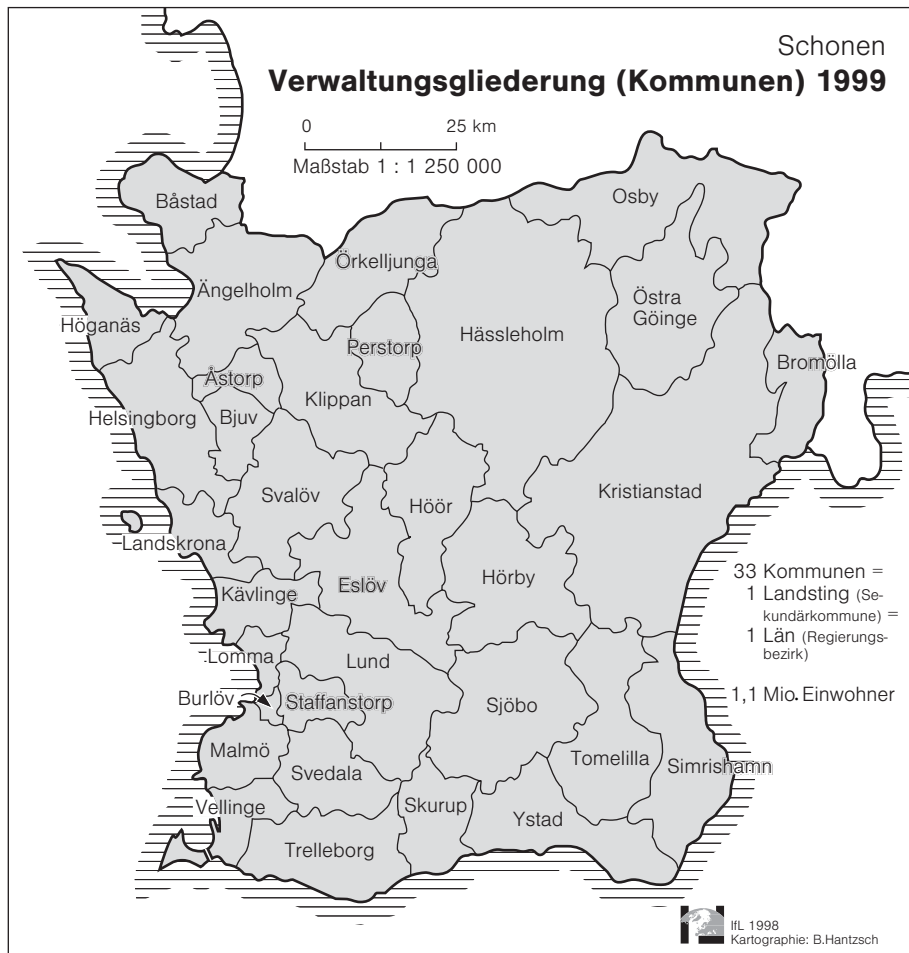 Schonen
Verwaltungsgliederung (Kommunen) 1999
0 25 km
Maßstab 1 : 1 250 000
Båstad
Osby
Örkelljunga
Ängelholm
Östra
Göinge
Höganäs
Hässleholm
Perstorp
Bromölla
Åstorp
Klippan
Helsingborg
Bjuv
Svalöv
Kristianstad
Höör
Landskrona
33 Kommunen =
Hörby
1 Landsting (Se-
kundärkommune) =
1 Län (Regierungs-
bezirk)
Kävlinge
Eslöv
Lomma
Lund
1,1 Mio. Einwohner
Burlöv
Staffanstorp
Sjöbo
Malmö
Svedala
Tomelilla
Simrishamn
Vellinge
Skurup
Ystad
Trelleborg
IfL 1998
Kartographie: B.Hantzsch